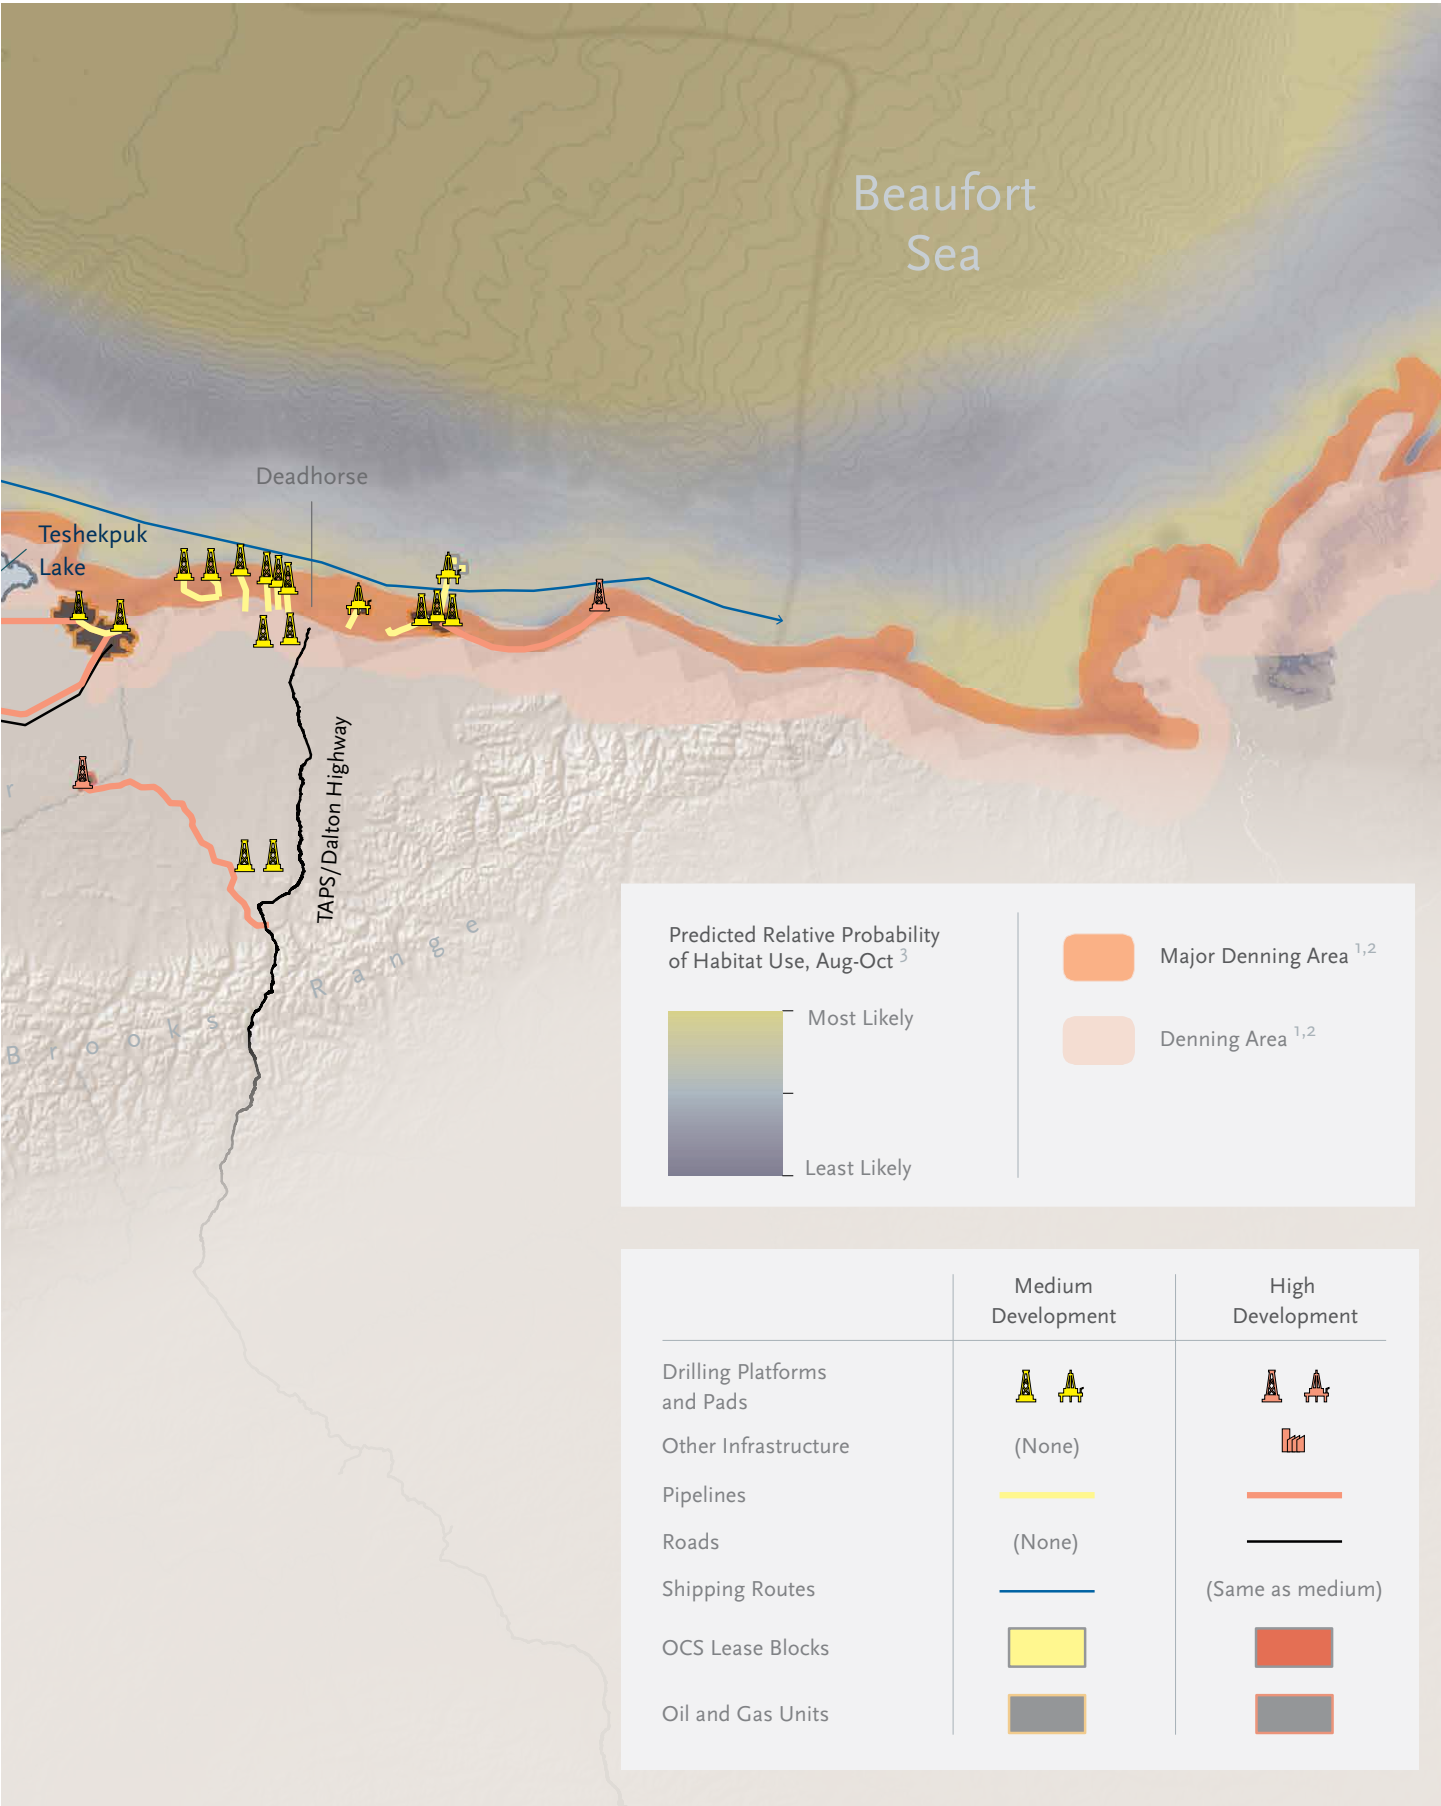 Beaufort
Sea
Deadhorse
Teshekpuk
Lake
r
TAPS/Dalton Highway
Brooks Range
Predicted Relative Probability
of Habitat Use, Aug-Oct 3
Most Likely
Least Likely
Major Denning Area 1,2
Denning Area 1,2
Medium
Development
High
Development
Drilling Platforms
and Pads
Other Infrastructure
(None)
Pipelines
Roads
(None)
Shipping Routes
(Same as medium)
OCS Lease Blocks
Oil and Gas Units